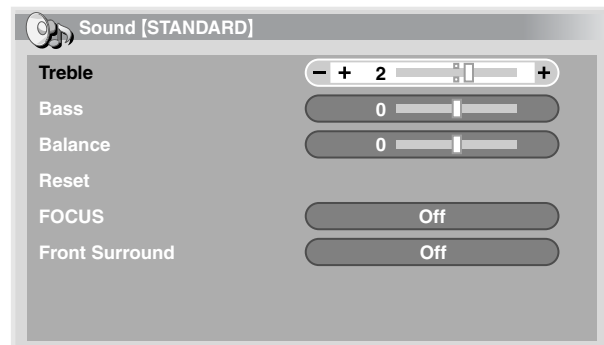 Sound [STANDARD]
Treble − + 2 +
Bass 0
Balance 0
Reset
FOCUS Off
Front Surround Off